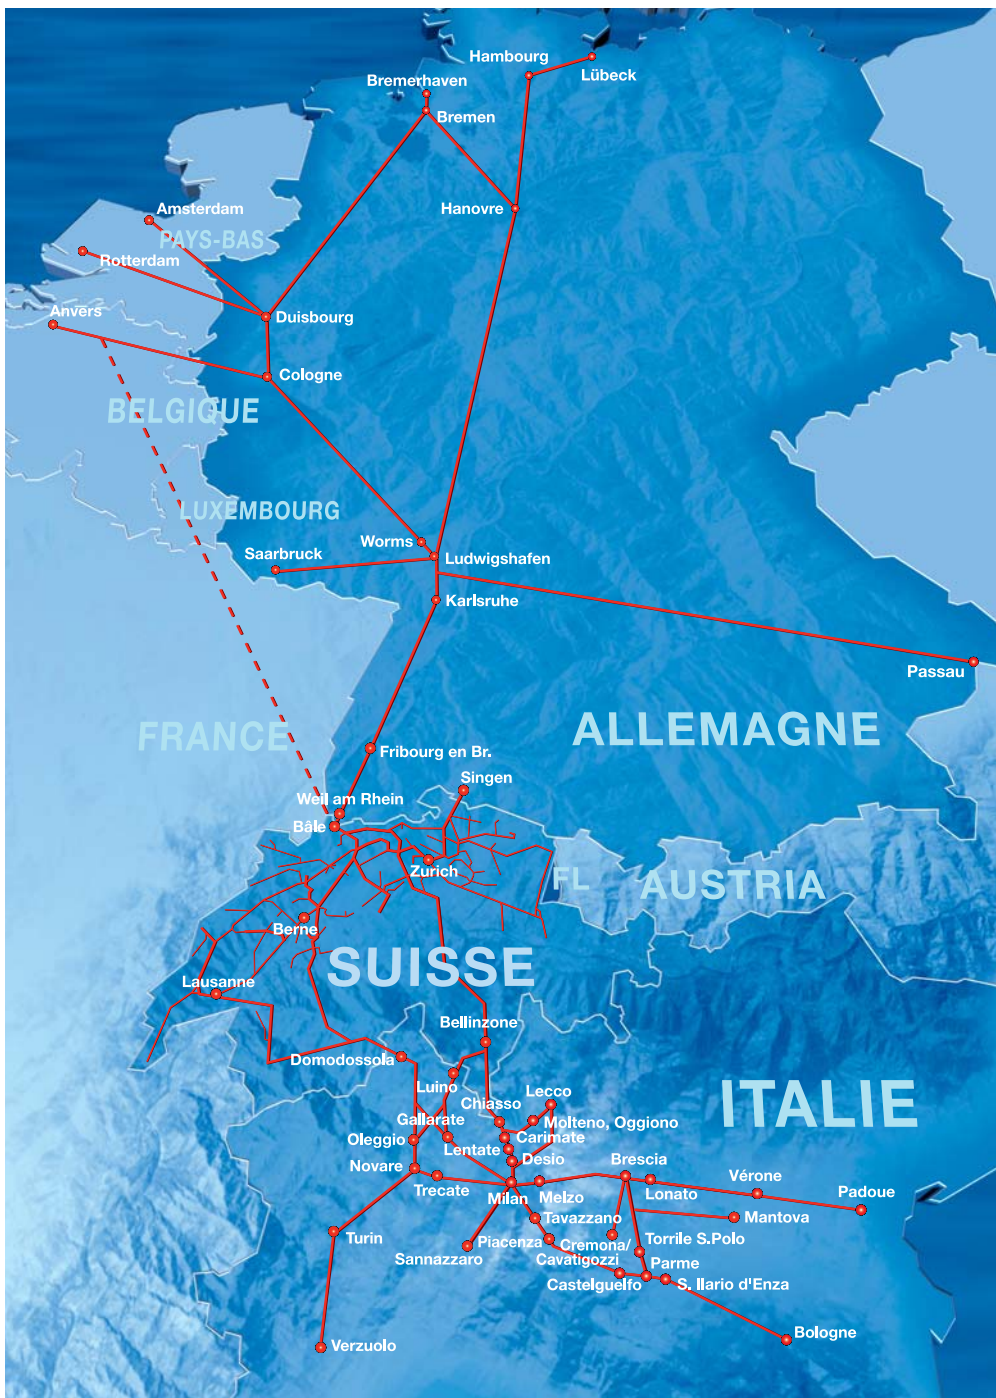 Hambourg
Lübeck
Bremerhaven
Bremen
Hanovre
Amsterdam
PAYS-BAS
Rotterdam
Anvers
Duisbourg
Cologne
BELGIQUE
LUXEMBOURG
Worms
Saarbruck
Ludwigshafen
Karlsruhe
Passau
FRANCE
ALLEMAGNE
Fribourg en Br.
Singen
Weil am Rhein
Bâle
Zurich
FL
AUSTRIA
Berne
SUISSE
Lausanne
Bellinzone
Domodossola
Luino
Lecco
Chiasso
ITALIE
Gallarate
Molteno, Oggiono
Oleggio
Carimate
Lentate
Desio
Novare
Brescia
Trecate
Milan
Melzo
Lonato
Vérone
Padoue
Tavazzano
Mantova
Turin
Sannazzaro
Piacenza
Cremona/
Cavatigozzi
Torrile S.Polo
Parme
Castelguelfo
S. Ilario d'Enza
Bologne
Verzuolo